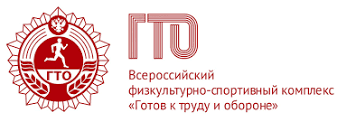 ГТО
ГТО
Всероссийский
физкультурно-спортивный комплекс
«Готов к труду и обороне»